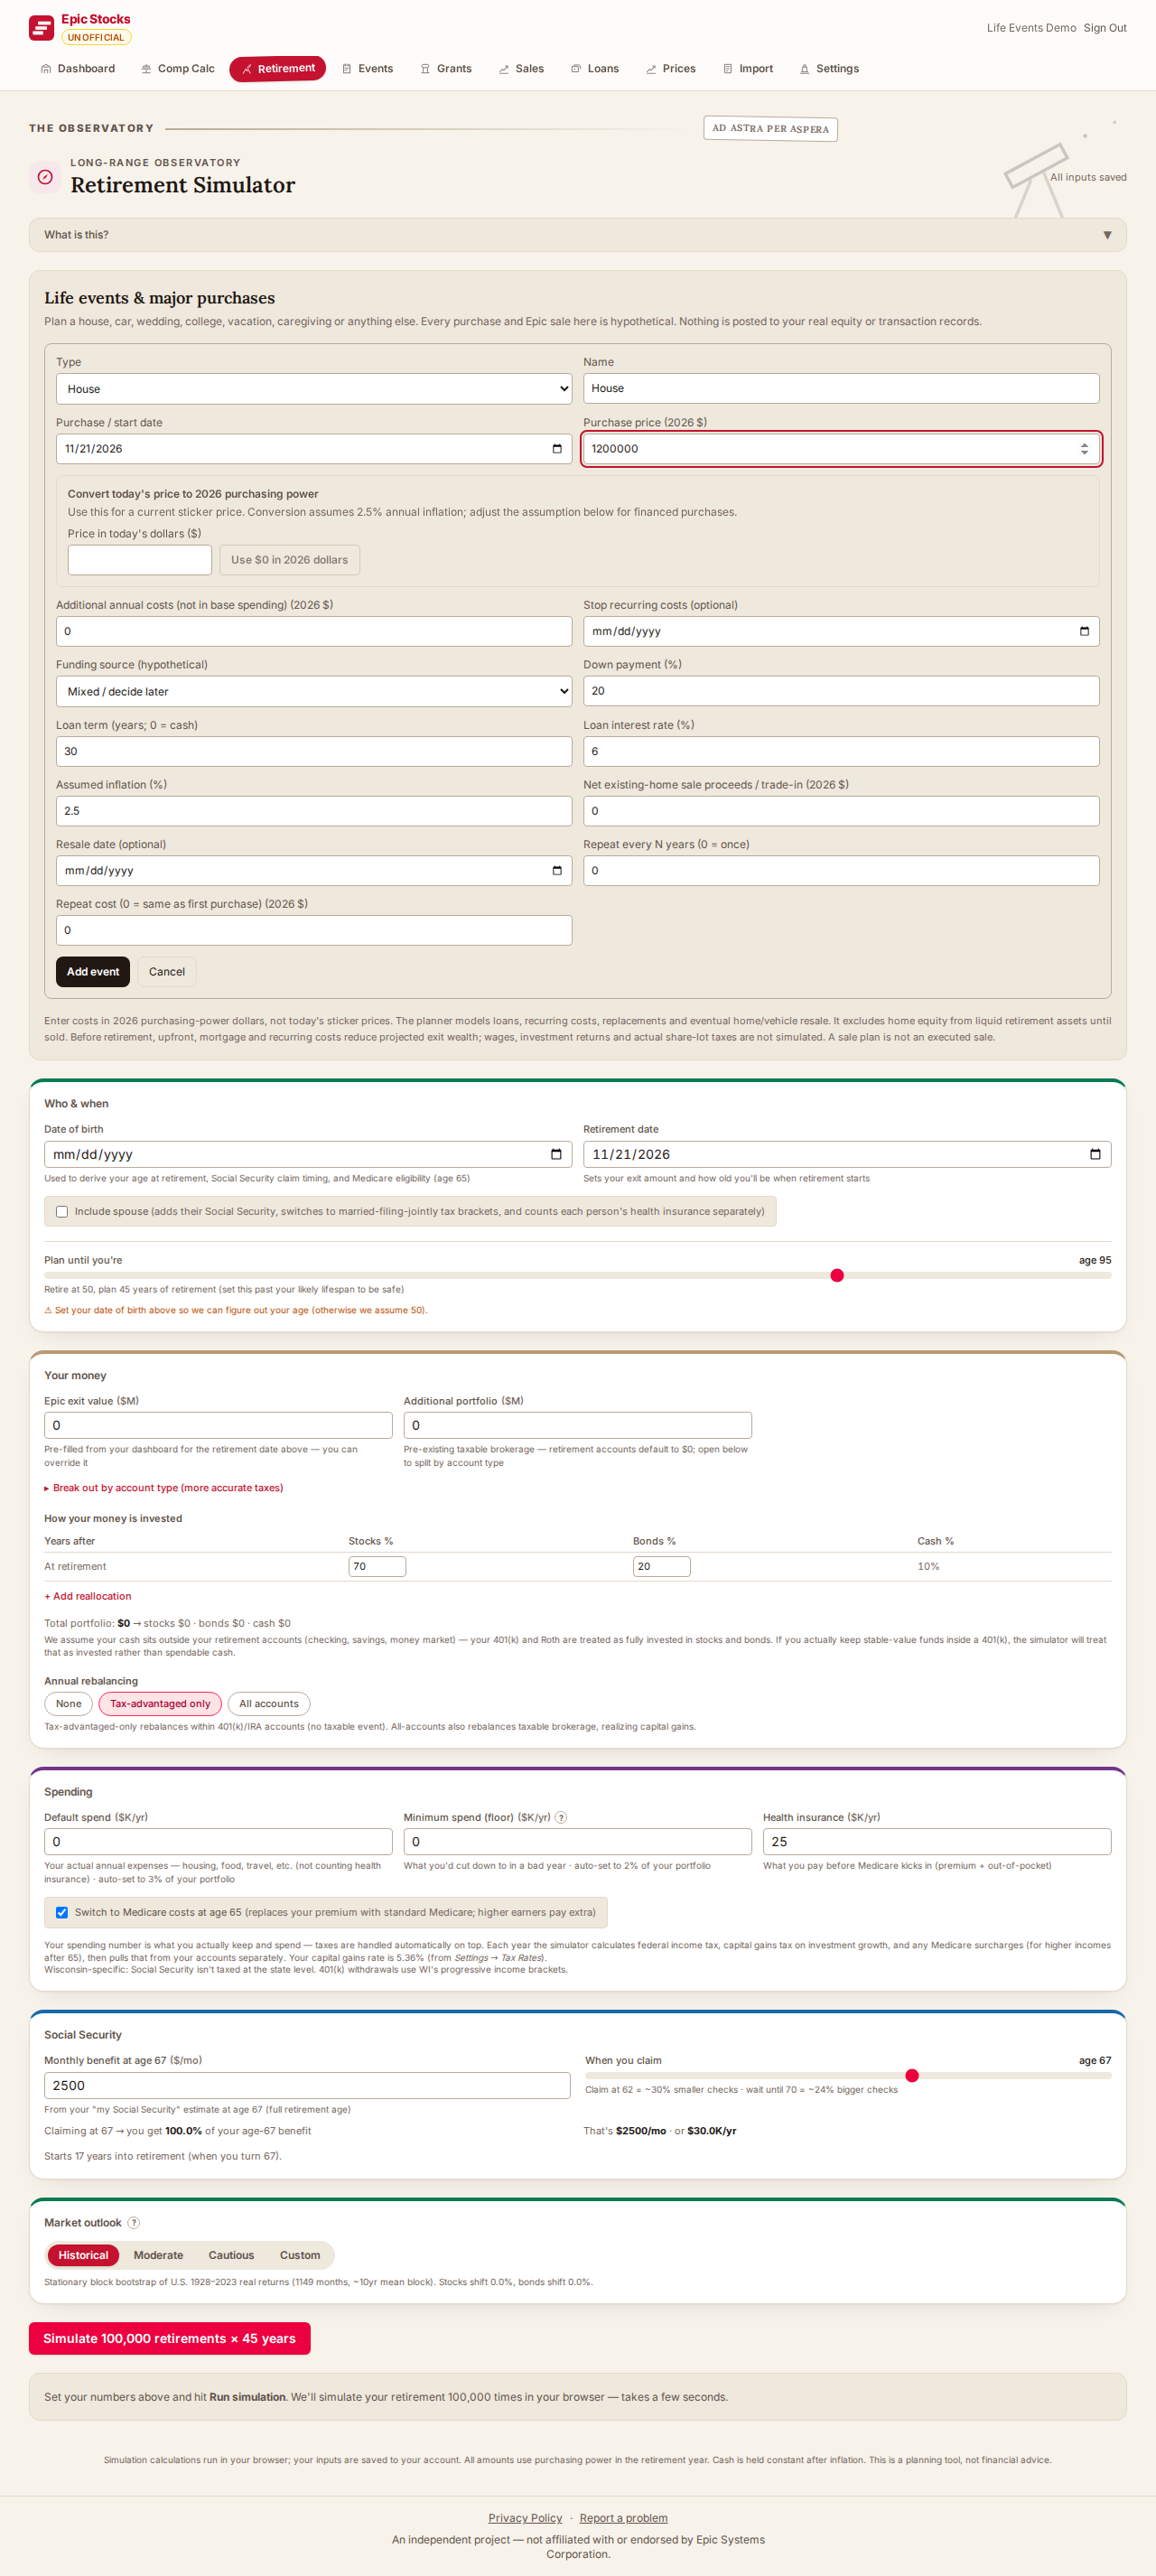 Epic Stocks
UNOFFICIAL
Life Events Demo Sign Out
Dashboard Comp Calc Retirement Events Grants Sales Loans Prices Import Settings
THE OBSERVATORY
AD ASTRA PER ASPERA
LONG-RANGE OBSERVATORY
Retirement Simulator
All inputs saved
What is this? ▼
Life events & major purchases
Plan a house, car, wedding, college, vacation, caregiving or anything else. Every purchase and Epic sale here is hypothetical. Nothing is posted to your real equity or transaction records.
Type Name
House House
Purchase / start date Purchase price (2026 $)
11/21/2026 1200000
Convert today's price to 2026 purchasing power
Use this for a current sticker price. Conversion assumes 2.5% annual inflation; adjust the assumption below for financed purchases.
Price in today's dollars ($)
Use $0 in 2026 dollars
Additional annual costs (not in base spending) (2026 $) Stop recurring costs (optional)
0 mm/dd/yyyy
Funding source (hypothetical) Down payment (%)
Mixed / decide later 20
Loan term (years; 0 = cash) Loan interest rate (%)
30 6
Assumed inflation (%) Net existing-home sale proceeds / trade-in (2026 $)
2.5 0
Resale date (optional) Repeat every N years (0 = once)
mm/dd/yyyy 0
Repeat cost (0 = same as first purchase) (2026 $)
0
Add event Cancel
Enter costs in 2026 purchasing-power dollars, not today's sticker prices. The planner models loans, recurring costs, replacements and eventual home/vehicle resale. It excludes home equity from liquid retirement assets until
sold. Before retirement, upfront, mortgage and recurring costs reduce projected exit wealth; wages, investment returns and actual share-lot taxes are not simulated. A sale plan is not an executed sale.
Who & when
Date of birth Retirement date
mm/dd/yyyy 11/21/2026
Used to derive your age at retirement, Social Security claim timing, and Medicare eligibility (age 65) Sets your exit amount and how old you'll be when retirement starts
Include spouse (adds their Social Security, switches to married-filing-jointly tax brackets, and counts each person's health insurance separately)
Plan until you're age 95
Retire at 50, plan 45 years of retirement (set this past your likely lifespan to be safe)
⚠ Set your date of birth above so we can figure out your age (otherwise we assume 50).
Your money
Epic exit value ($M) Additional portfolio ($M)
0 0
Pre-filled from your dashboard for the retirement date above — you can Pre-existing taxable brokerage — retirement accounts default to $0; open below
override it to split by account type
▸ Break out by account type (more accurate taxes)
How your money is invested
Years after Stocks % Bonds % Cash %
At retirement 70 20 10%
+ Add reallocation
Total portfolio: $0 → stocks $0 · bonds $0 · cash $0
We assume your cash sits outside your retirement accounts (checking, savings, money market) — your 401(k) and Roth are treated as fully invested in stocks and bonds. If you actually keep stable-value funds inside a 401(k), the simulator will treat
that as invested rather than spendable cash.
Annual rebalancing
None Tax-advantaged only All accounts
Tax-advantaged-only rebalances within 401(k)/IRA accounts (no taxable event). All-accounts also rebalances taxable brokerage, realizing capital gains.
Spending
Default spend ($K/yr) Minimum spend (floor) ($K/yr) ? Health insurance ($K/yr)
0 0 25
Your actual annual expenses — housing, food, travel, etc. (not counting health What you'd cut down to in a bad year · auto-set to 2% of your portfolio What you pay before Medicare kicks in (premium + out-of-pocket)
insurance) · auto-set to 3% of your portfolio
Switch to Medicare costs at age 65 (replaces your premium with standard Medicare; higher earners pay extra)
Your spending number is what you actually keep and spend — taxes are handled automatically on top. Each year the simulator calculates federal income tax, capital gains tax on investment growth, and any Medicare surcharges (for higher incomes
after 65), then pulls that from your accounts separately. Your capital gains rate is 5.36% (from Settings → Tax Rates).
Wisconsin-specific: Social Security isn't taxed at the state level. 401(k) withdrawals use WI's progressive income brackets.
Social Security
Monthly benefit at age 67 ($/mo) When you claim age 67
2500
Claim at 62 = ~30% smaller checks · wait until 70 = ~24% bigger checks
From your "my Social Security" estimate at age 67 (full retirement age)
Claiming at 67 → you get 100.0% of your age-67 benefit That's $2500/mo · or $30.0K/yr
Starts 17 years into retirement (when you turn 67).
Market outlook ?
Historical Moderate Cautious Custom
Stationary block bootstrap of U.S. 1928–2023 real returns (1149 months, ~10yr mean block). Stocks shift 0.0%, bonds shift 0.0%.
Simulate 100,000 retirements × 45 years
Set your numbers above and hit Run simulation. We'll simulate your retirement 100,000 times in your browser — takes a few seconds.
Simulation calculations run in your browser; your inputs are saved to your account. All amounts use purchasing power in the retirement year. Cash is held constant after inflation. This is a planning tool, not financial advice.
Privacy Policy · Report a problem
An independent project — not affiliated with or endorsed by Epic Systems
Corporation.